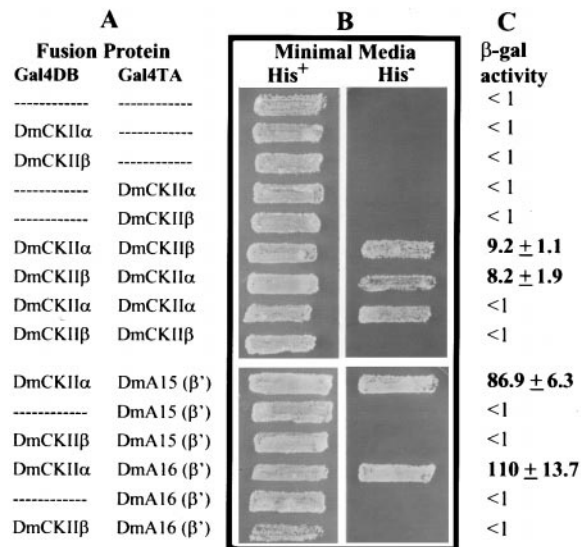 A B C
Fusion Protein Minimal Media β-gal
Gal4DB Gal4TA His+ His- activity
------------ ------------ < 1
DmCKIIα ------------ < 1
DmCKIIβ ------------ < 1
------------ DmCKIIα < 1
------------ DmCKIIβ < 1
DmCKIIα DmCKIIβ 9.2 ± 1.1
DmCKIIβ DmCKIIα 8.2 ± 1.9
DmCKIIα DmCKIIα <1
DmCKIIβ DmCKIIβ <1
DmCKIIα DmA15 (β') 86.9 ± 6.3
------------ DmA15 (β') <1
DmCKIIβ DmA15 (β') <1
DmCKIIα DmA16 (β') 110 ± 13.7
------------ DmA16 (β') <1
DmCKIIβ DmA16 (β') <1